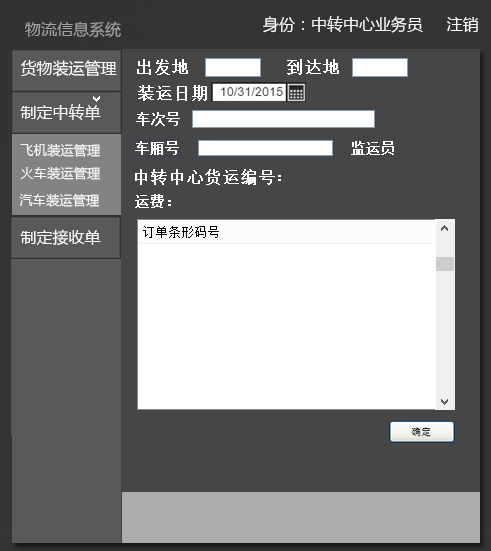 物流信息系统
身份：中转中心业务员 注销
货物装运管理
制定中转单
飞机装运管理
火车装运管理
汽车装运管理
制定接收单
出发地 到达地
装运日期 10/31/2015
车次号
车厢号 监运员
中转中心货运编号：
运费：
订单条形码号
确定